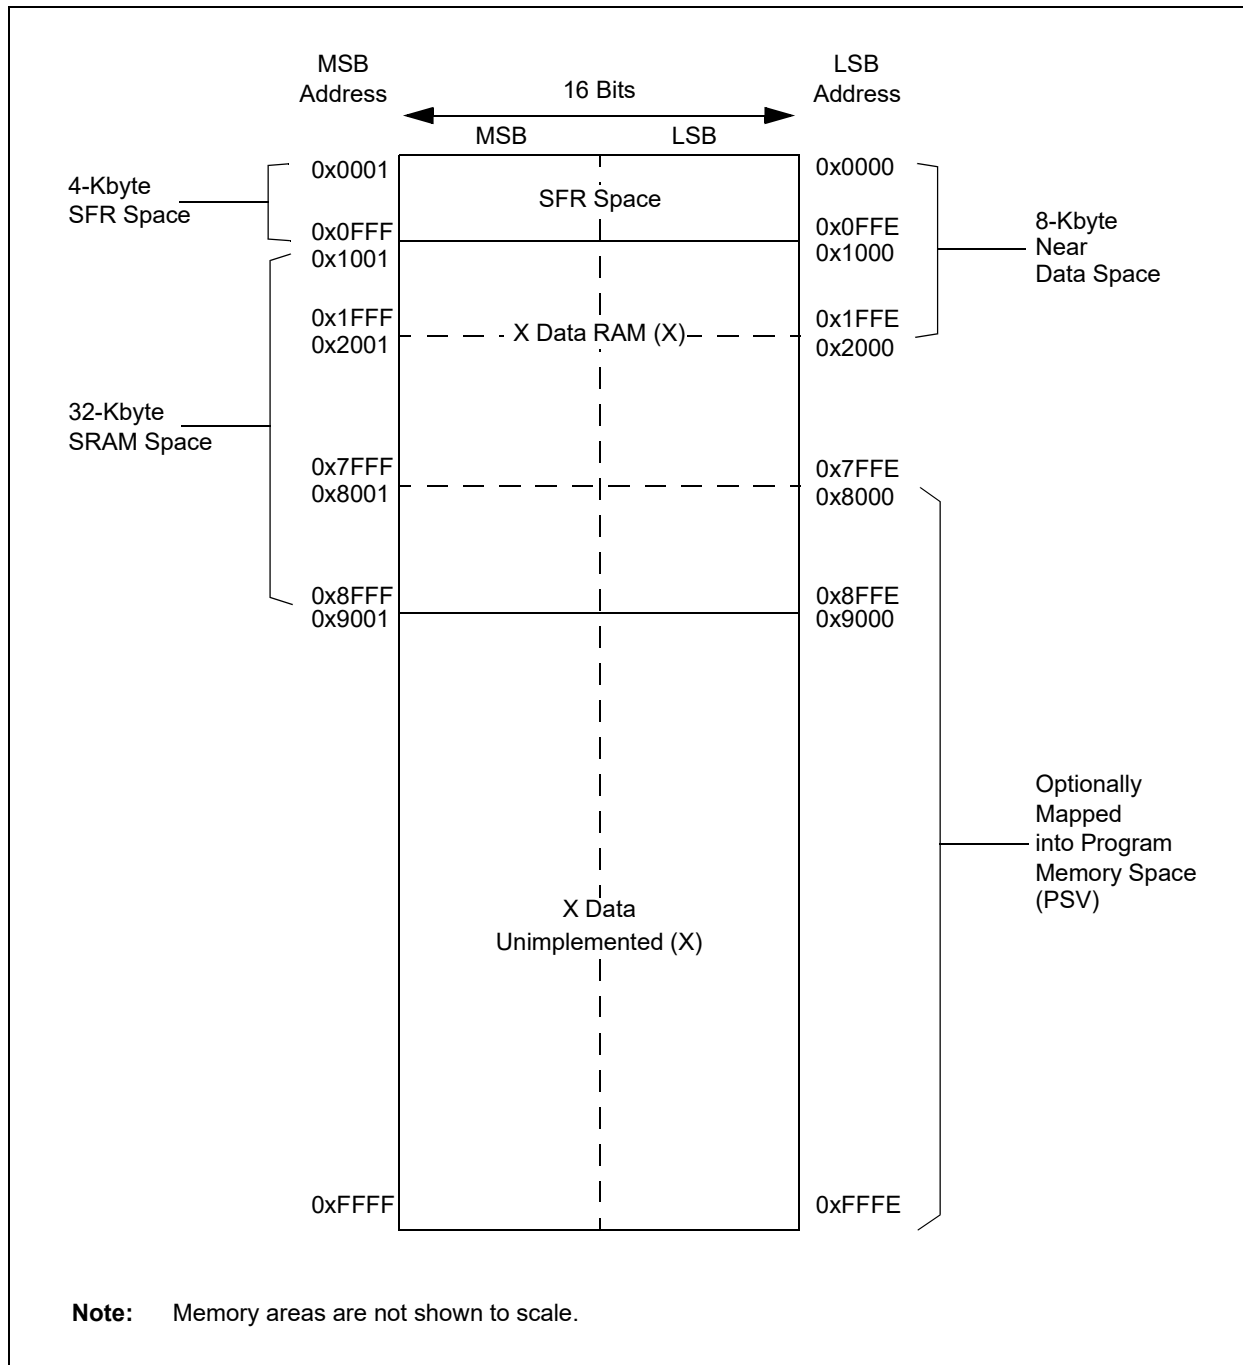 MSB
Address
LSB
Address
16 Bits
MSB
LSB
4-Kbyte
SFR Space
0x0001
SFR Space
0x0000
0x0FFF
0x1001
0x0FFE
0x1000
8-Kbyte
Near
Data Space
0x1FFF
0x2001
X Data RAM (X)
0x1FFE
0x2000
32-Kbyte
SRAM Space
0x7FFF
0x8001
0x7FFE
0x8000
0x8FFF
0x9001
0x8FFE
0x9000
Optionally
Mapped
into Program
Memory Space
(PSV)
X Data
Unimplemented (X)
0xFFFF
0xFFFE
Note: Memory areas are not shown to scale.